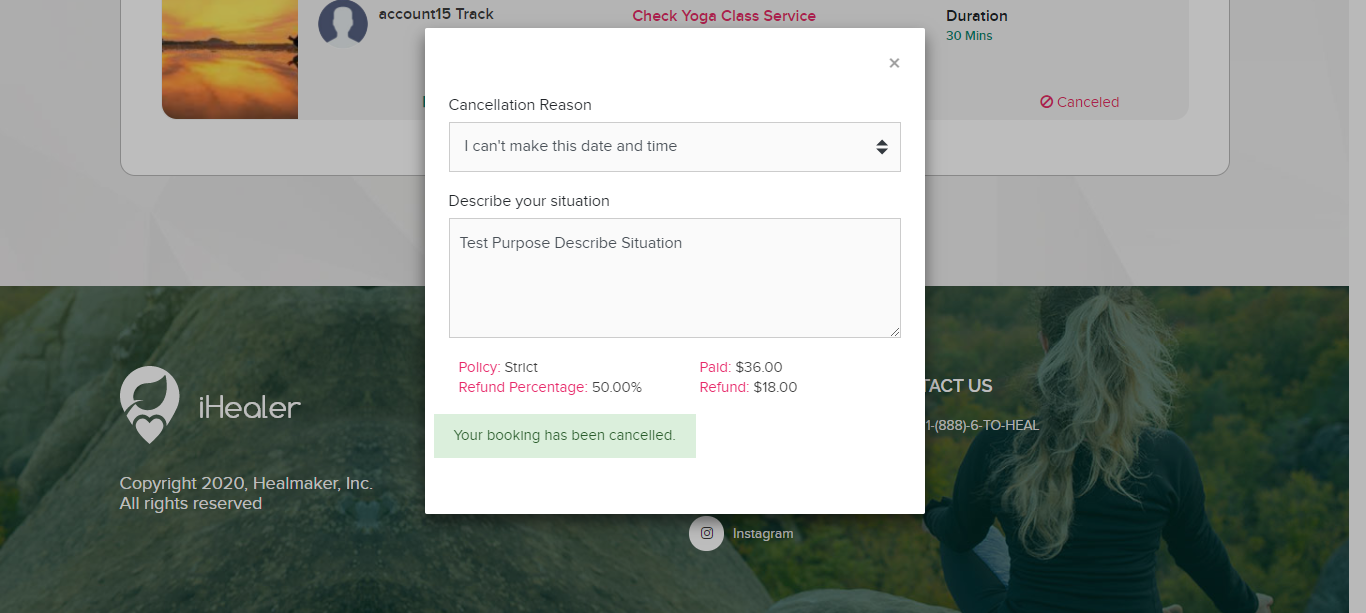 account15 Track
Check Yoga Class Service
Duration
30 Mins
Canceled
×
Cancellation Reason
I can't make this date and time
Describe your situation
Test Purpose Describe Situation
Policy: Strict
Paid: $36.00
Refund Percentage: 50.00%
Refund: $18.00
Your booking has been cancelled.
iHealer
Copyright 2020, Healmaker, Inc.
All rights reserved
TACT US
1-(888)-6-TO-HEAL
Instagram